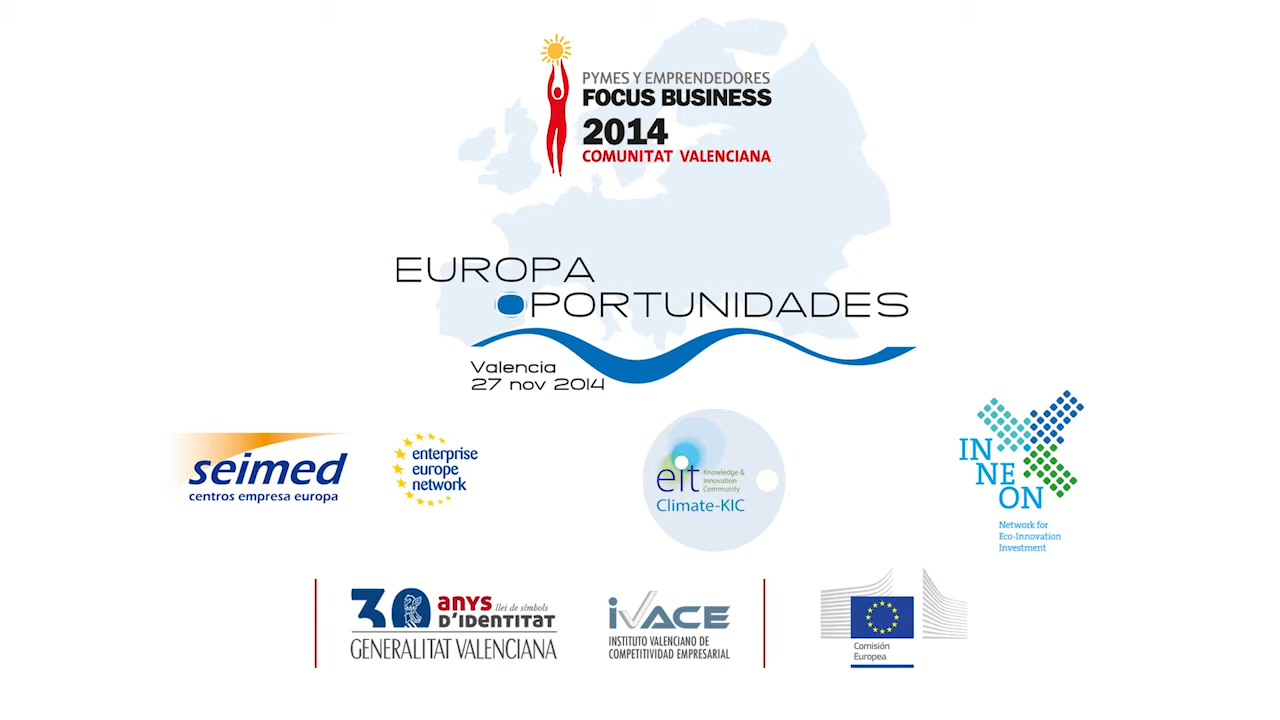 PYMES Y EMPRENDEDORES
FOCUS BUSINESS
2014
COMUNITAT VALENCIANA
EUROPA
OPORTUNIDADES
Valencia
27 nov 2014
seimed
centros empresa europa
enterprise
europe
network
eit
Knowledge &
Innovation
Community
Climate-KIC
IN
NE
ON
Network for
Eco-Innovation
Investment
30 anys llei de símbols
D'IDENTITAT
GENERALITAT VALENCIANA
iVACE
INSTITUTO VALENCIANO DE
COMPETITIVIDAD EMPRESARIAL
Comisión
Europea